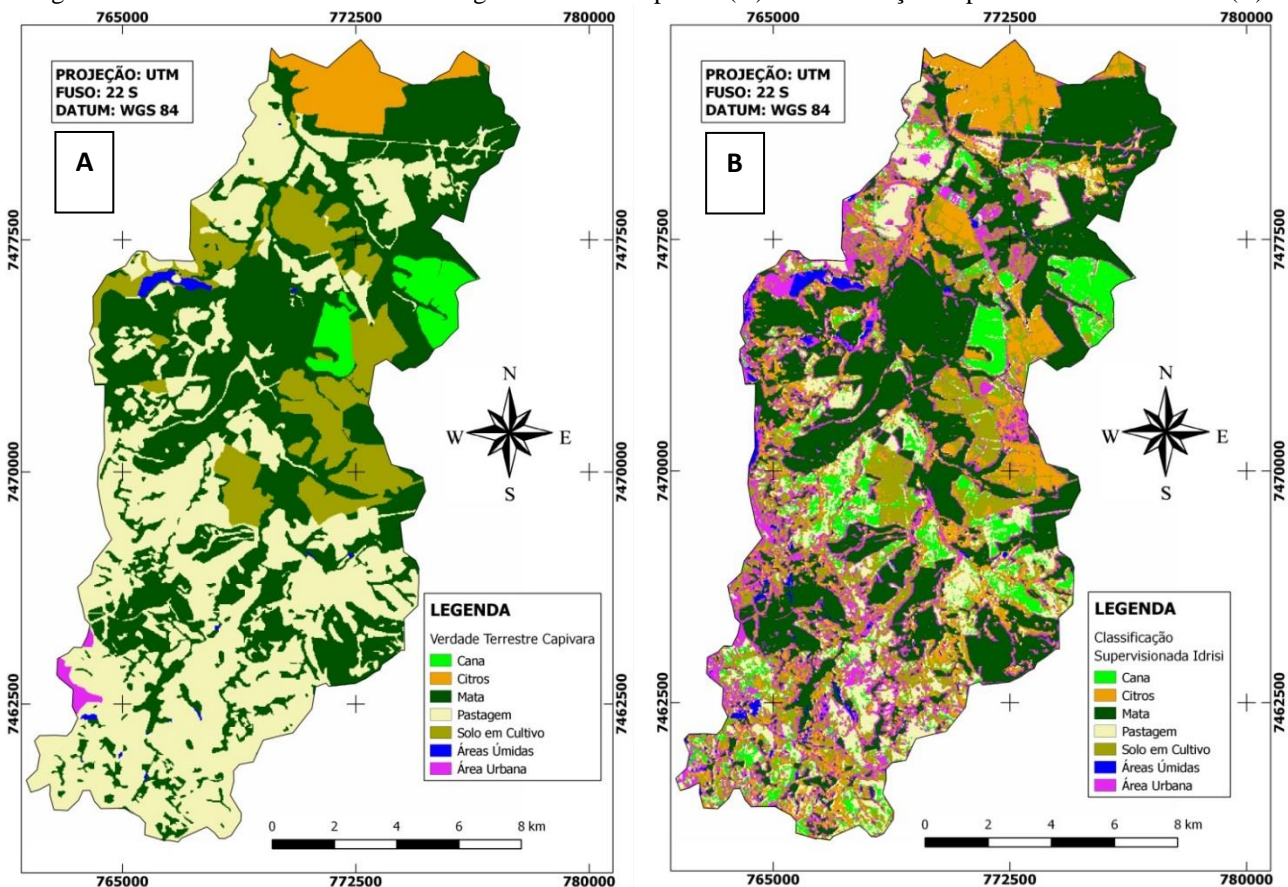 765000 772500 780000
PROJEÇÃO: UTM
FUSO: 22 S
DATUM: WGS 84
A
7477500
7470000
7462500
N
W E
S
LEGENDA
Verdade Terrestre Capivara
Cana
Citros
Mata
Pastagem
Solo em Cultivo
Áreas Úmidas
Área Urbana
0 2 4 6 8 km
765000 772500 780000
765000 772500 780000
PROJEÇÃO: UTM
FUSO: 22 S
DATUM: WGS 84
B
7477500 7477500
7470000 7470000
7462500 7462500
N
W E
S
LEGENDA
Classificação
Supervisionada Idrisi
Cana
Citros
Mata
Pastagem
Solo em Cultivo
Áreas Úmidas
Área Urbana
0 2 4 6 8 km
765000 772500 780000